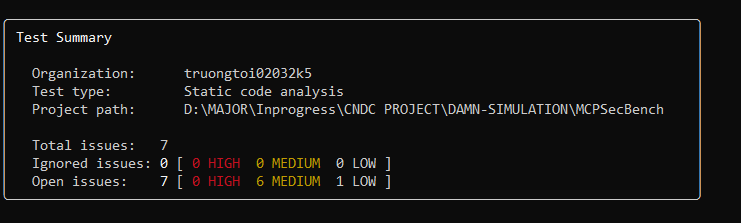 Test Summary
Organization: truongtoi02032k5
Test type: Static code analysis
Project path: D:\MAJOR\Inprogress\CNDC PROJECT\DAMN-SIMULATION\MCPSecBench
Total issues: 7
Ignored issues: 0 [ 0 HIGH 0 MEDIUM 0 LOW ]
Open issues: 7 [ 0 HIGH 6 MEDIUM 1 LOW ]